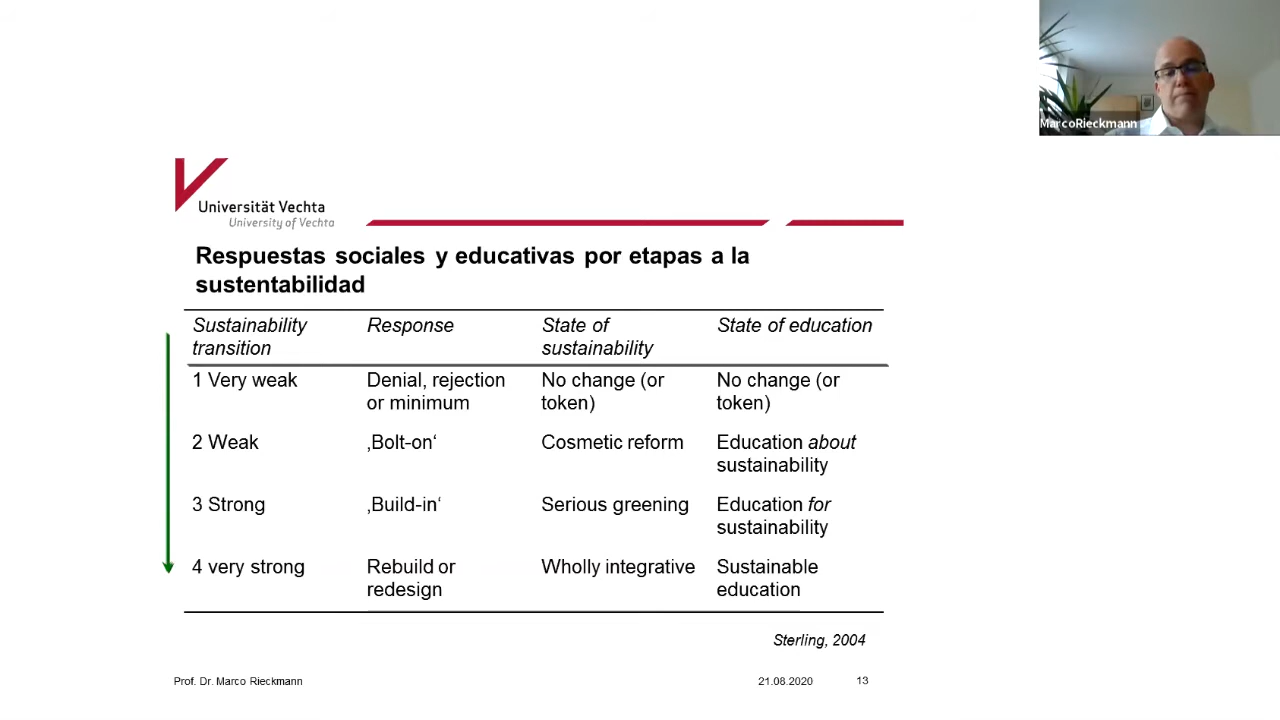 MarcoRieckmann
Universität Vechta
University of Vechta
Respuestas sociales y educativas por etapas a la
sustentabilidad
Sustainability transition
Response
State of sustainability
State of education
1 Very weak
Denial, rejection or minimum
No change (or token)
No change (or token)
2 Weak
‚Bolt-on‘
Cosmetic reform
Education about sustainability
3 Strong
‚Build-in‘
Serious greening
Education for sustainability
4 very strong
Rebuild or redesign
Wholly integrative
Sustainable education
Sterling, 2004
Prof. Dr. Marco Rieckmann
21.08.2020
13